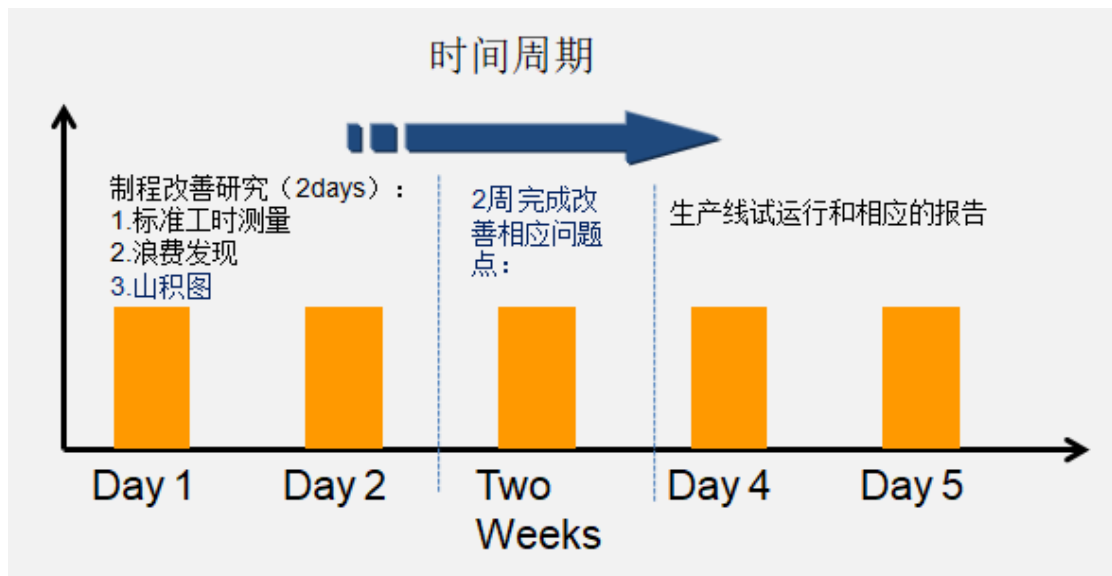 时间周期
制程改善研究（2days）：
1.标准工时测量
2.浪费发现
3.山积图
2周完成改
善相应问题
点：
生产线试运行和相应的报告
Day 1
Day 2
Two
Weeks
Day 4
Day 5